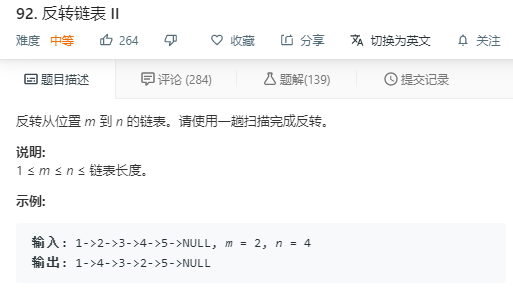 92. 反转链表 II
难度 中等 264 收藏 分享 切换为英文 关注
题目描述 评论 (284) 题解(139) 提交记录
反转从位置 m 到 n 的链表。请使用一趟扫描完成反转。
说明:
1 ≤ m ≤ n ≤ 链表长度。
示例:
输入: 1->2->3->4->5->NULL, m = 2, n = 4
输出: 1->4->3->2->5->NULL